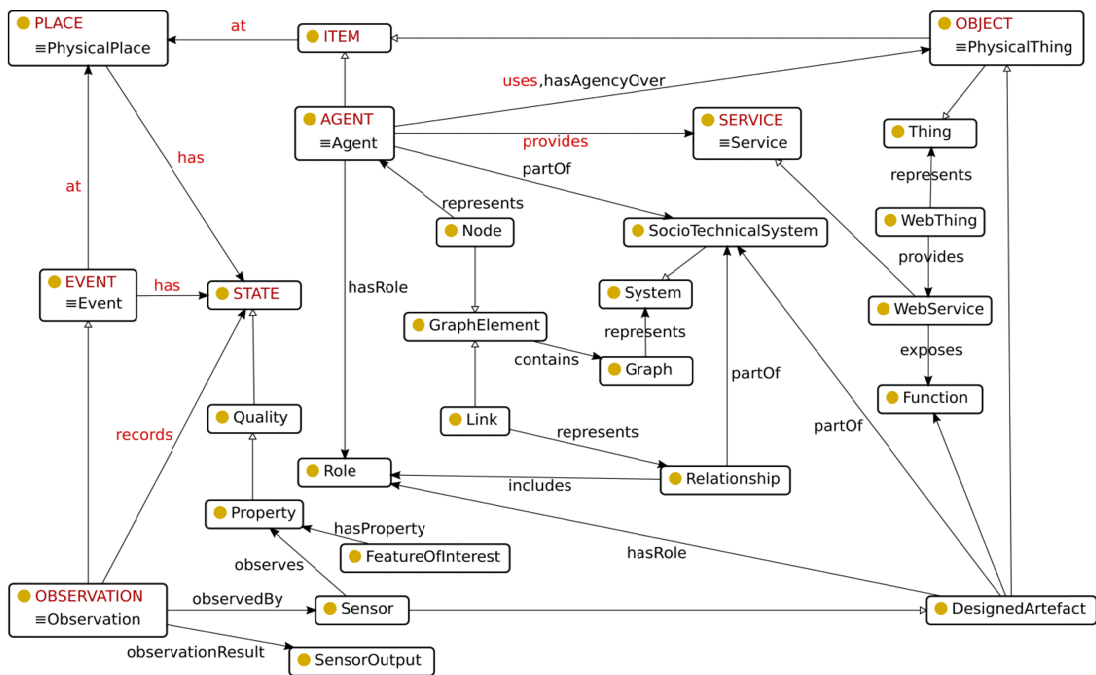 PLACE
≡PhysicalPlace
at
ITEM
OBJECT
≡PhysicalThing
uses,hasAgencyOver
AGENT
≡Agent
SERVICE
≡Service
provides
Thing
has
partOf
represents
at
represents
Node
SocioTechnicalSystem
WebThing
provides
EVENT
≡Event
has
STATE
hasRole
System
WebService
GraphElement
represents
contains
exposes
Graph
partOf
Function
Quality
Link
partOf
records
represents
Role
includes
Relationship
Property
hasProperty
FeatureOfInterest
hasRole
observes
OBSERVATION
≡Observation
observedBy
Sensor
DesignedArtefact
observationResult
SensorOutput